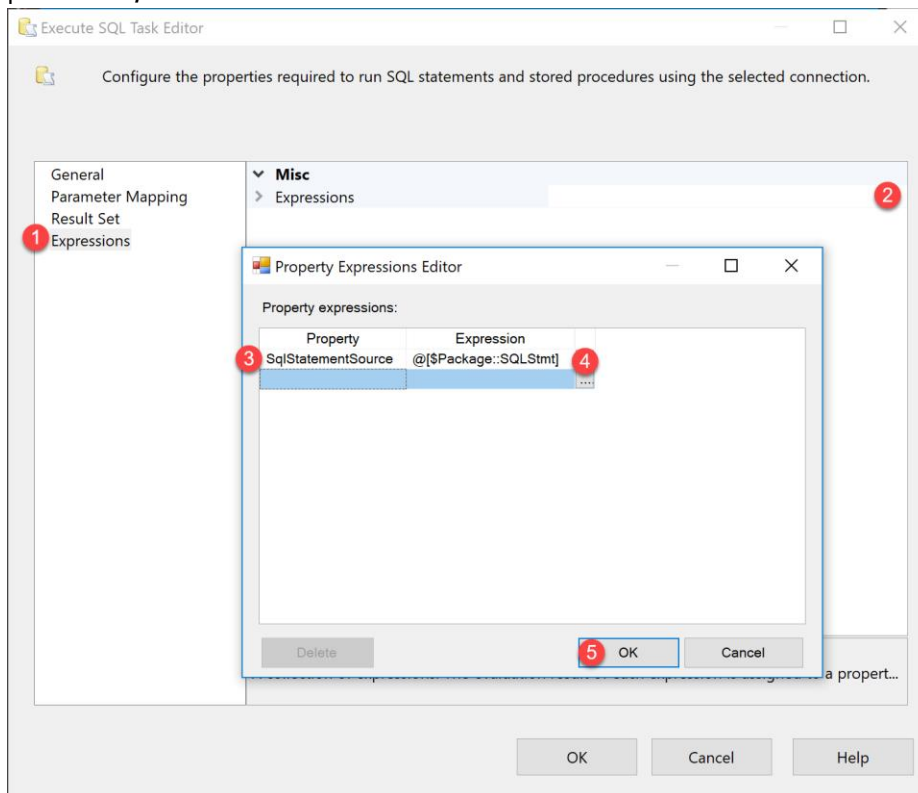 Execute SQL Task Editor
Configure the properties required to run SQL statements and stored procedures using the selected connection.
General
Parameter Mapping
Result Set
1 Expressions
Misc
Expressions
2
Property Expressions Editor
Property expressions:
Property Expression
3 SqlStatementSource @[$Package::SQLStmt] 4
....
Delete
5 OK
Cancel
a propert...
OK
Cancel
Help